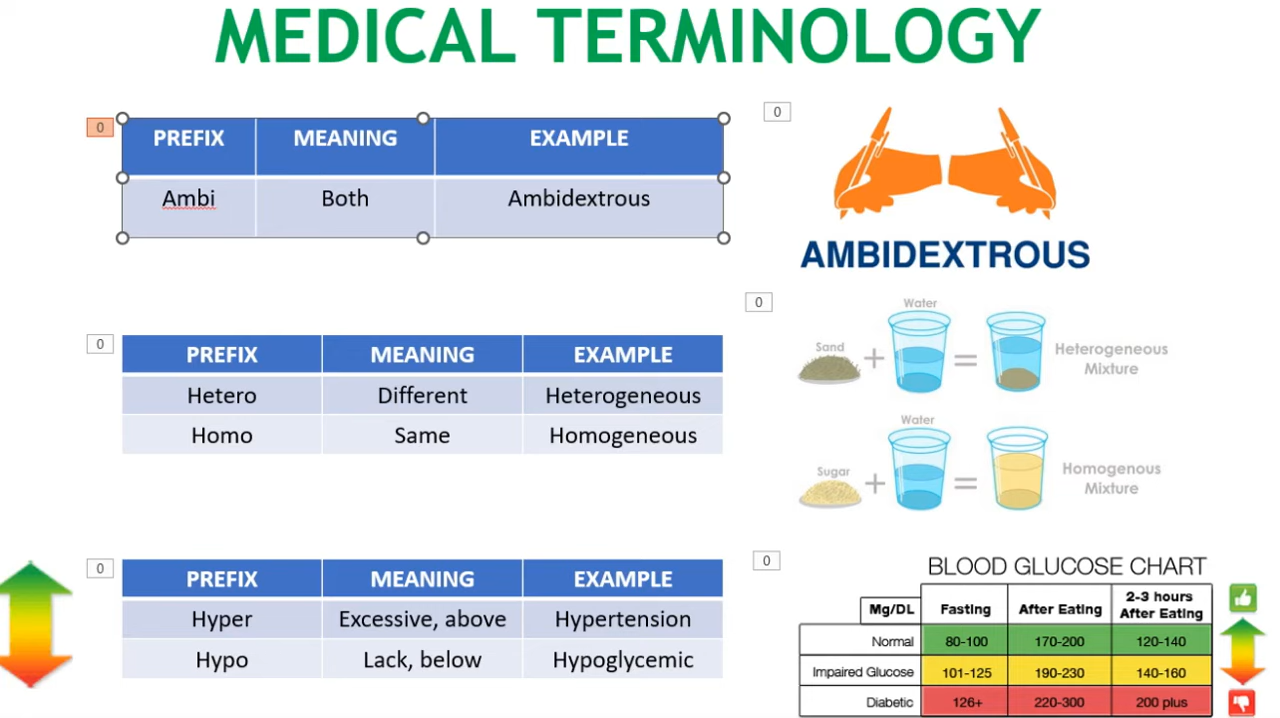 MEDICAL TERMINOLOGY
0
PREFIX MEANING EXAMPLE
Ambi Both Ambidextrous
0
AMBIDEXTROUS
0
PREFIX MEANING EXAMPLE
Hetero Different Heterogeneous
Homo Same Homogeneous
0
Water
Sand
Heterogeneous
Mixture
Water
Sugar
Homogenous
Mixture
0
PREFIX MEANING EXAMPLE
Hyper Excessive, above Hypertension
Hypo Lack, below Hypoglycemic
0
BLOOD GLUCOSE CHART
Mg/DL Fasting After Eating 2-3 hours
After Eating
Normal 80-100 170-200 120-140
Impaired Glucose 101-125 190-230 140-160
Diabetic 126+ 220-300 200 plus